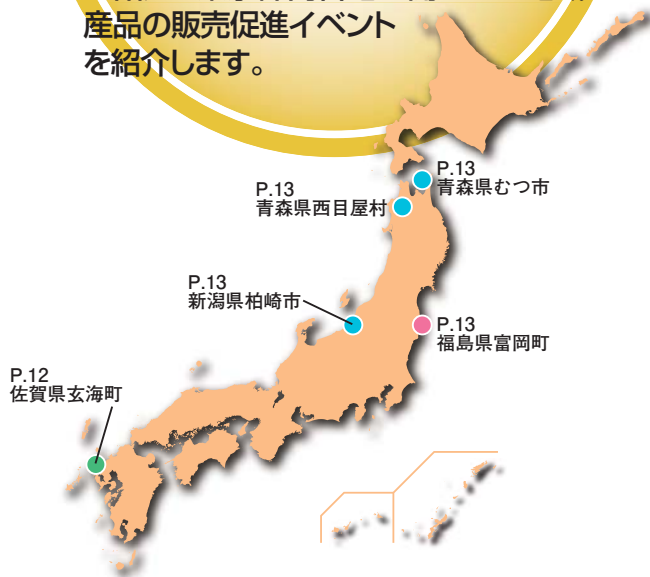 産品の販売促進イベント
を紹介します。
P.13
青森県むつ市
P.13
青森県西目屋村
P.13
新潟県柏崎市
P.13
福島県富岡町
P.12
佐賀県玄海町